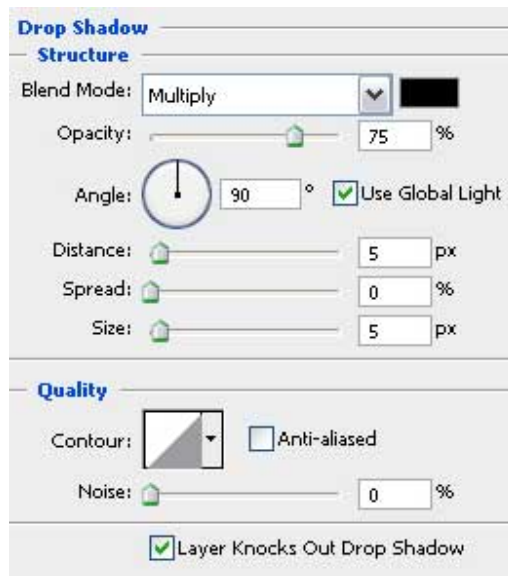 Drop Shadow
Structure
Blend Mode: Multiply
Opacity: 75 %
Angle: 90 ° Use Global Light
Distance: 5 px
Spread: 0 %
Size: 5 px
Quality
Contour: Anti-aliased
Noise: 0 %
Layer Knocks Out Drop Shadow